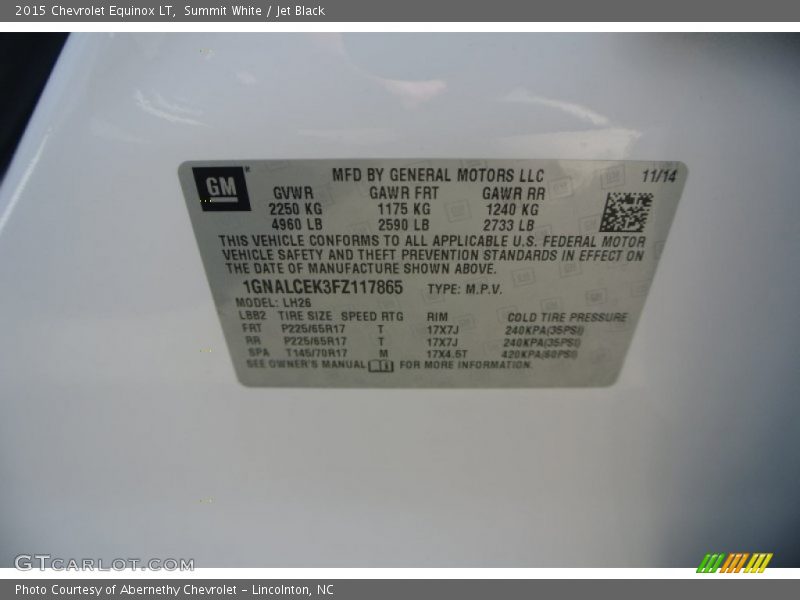 2015 Chevrolet Equinox LT,  Summit White / Jet Black
GM
MFD BY GENERAL MOTORS LLC 11/14
GVWR GAWR FRT GAWR RR
2250 KG 1175 KG 1240 KG
4960 LB 2590 LB 2733 LB
THIS VEHICLE CONFORMS TO ALL APPLICABLE U.S. FEDERAL MOTOR
VEHICLE SAFETY AND THEFT PREVENTION STANDARDS IN EFFECT ON
THE DATE OF MANUFACTURE SHOWN ABOVE.
1GNALCEK3FZ117865 TYPE: M.P.V.
MODEL: LH26
LBB2 TIRE SIZE SPEED RTG RIM COLD TIRE PRESSURE
FRT P225/65R17 T 17X7J 240KPA(35PSI)
RR P225/65R17 T 17X7J 240KPA(35PSI)
SPA T145/70R17 M 17X4.5T 420KPA(60PSI)
SEE OWNER'S MANUAL FOR MORE INFORMATION.
GTCARLOT.COM
Photo Courtesy of Abernethy Chevrolet – Lincolnton, NC